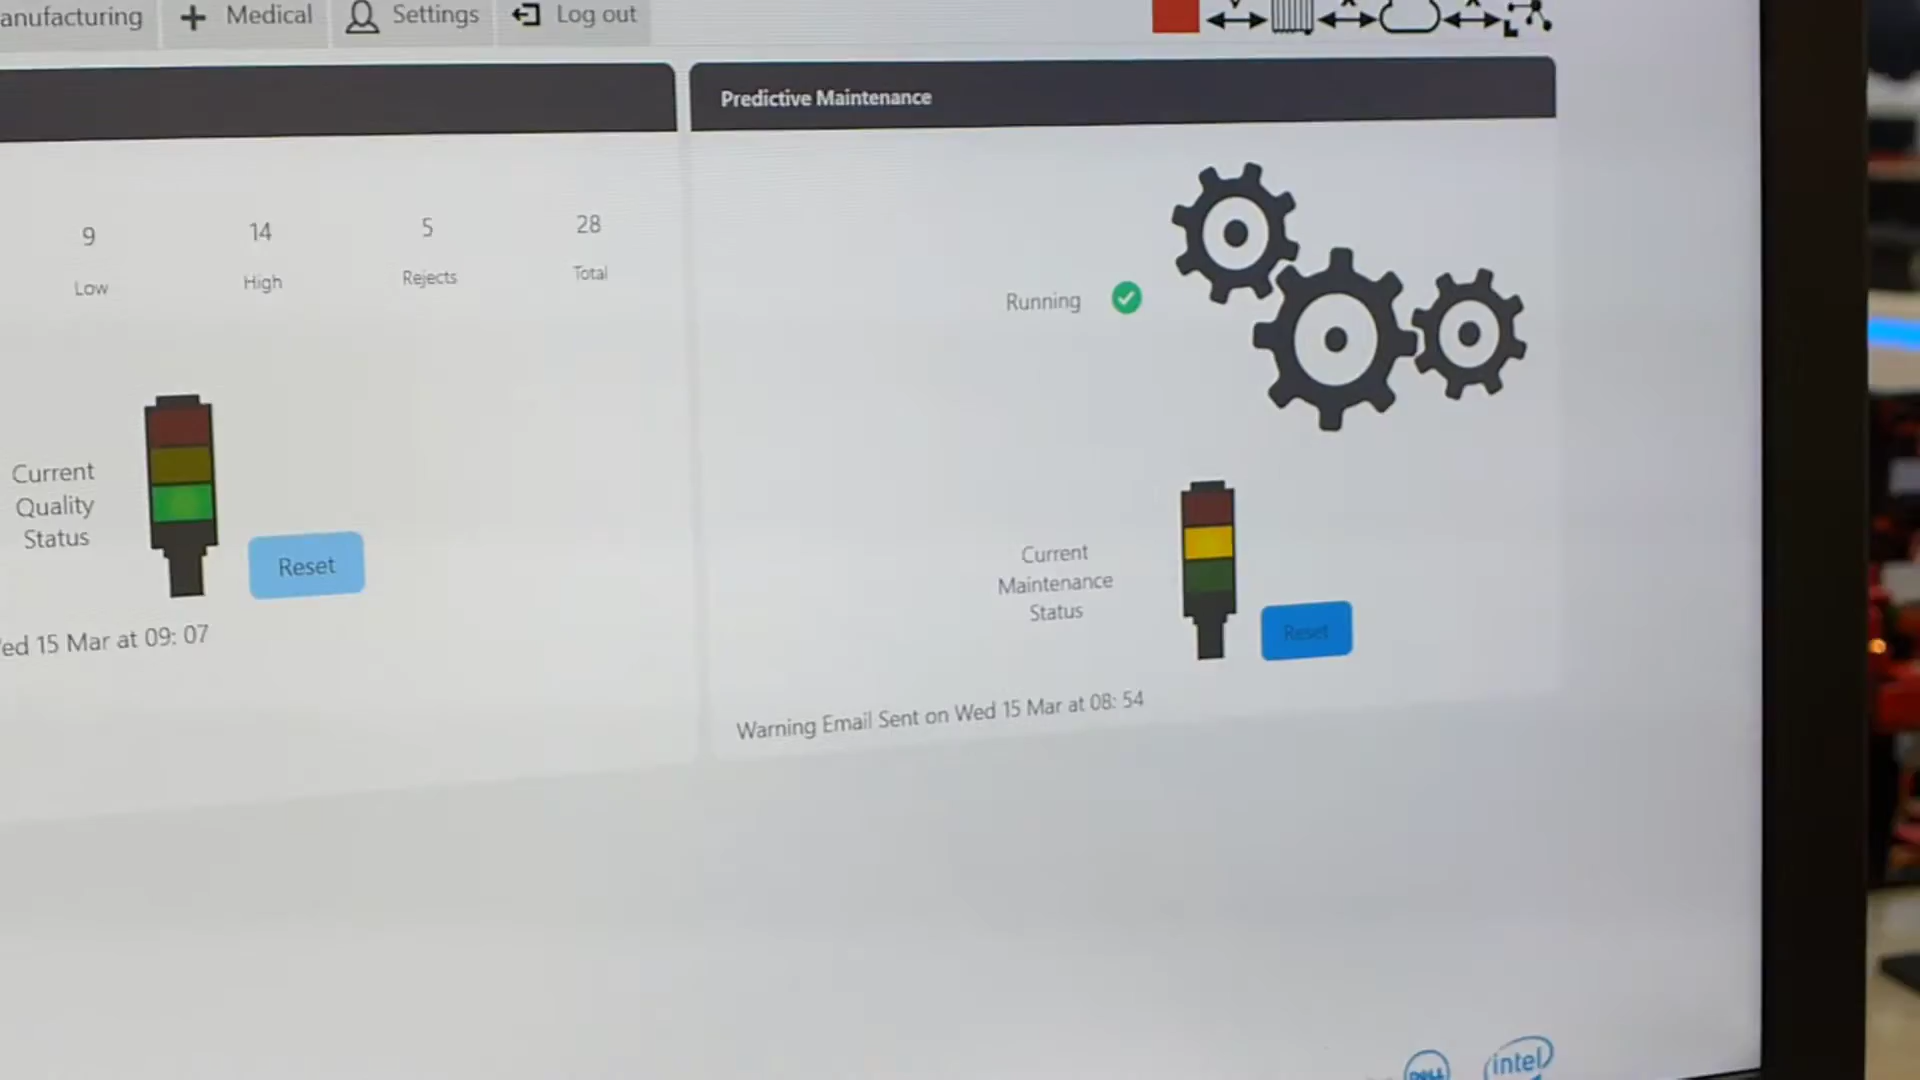 anufacturing
Medical
Settings
Log out
Predictive Maintenance
9
14
5
28
Low
High
Rejects
Total
Running
Current
Quality
Status
Reset
ed 15 Mar at 09: 07
Current
Maintenance
Status
Reset
Warning Email Sent on Wed 15 Mar at 08: 54
DELL
intel